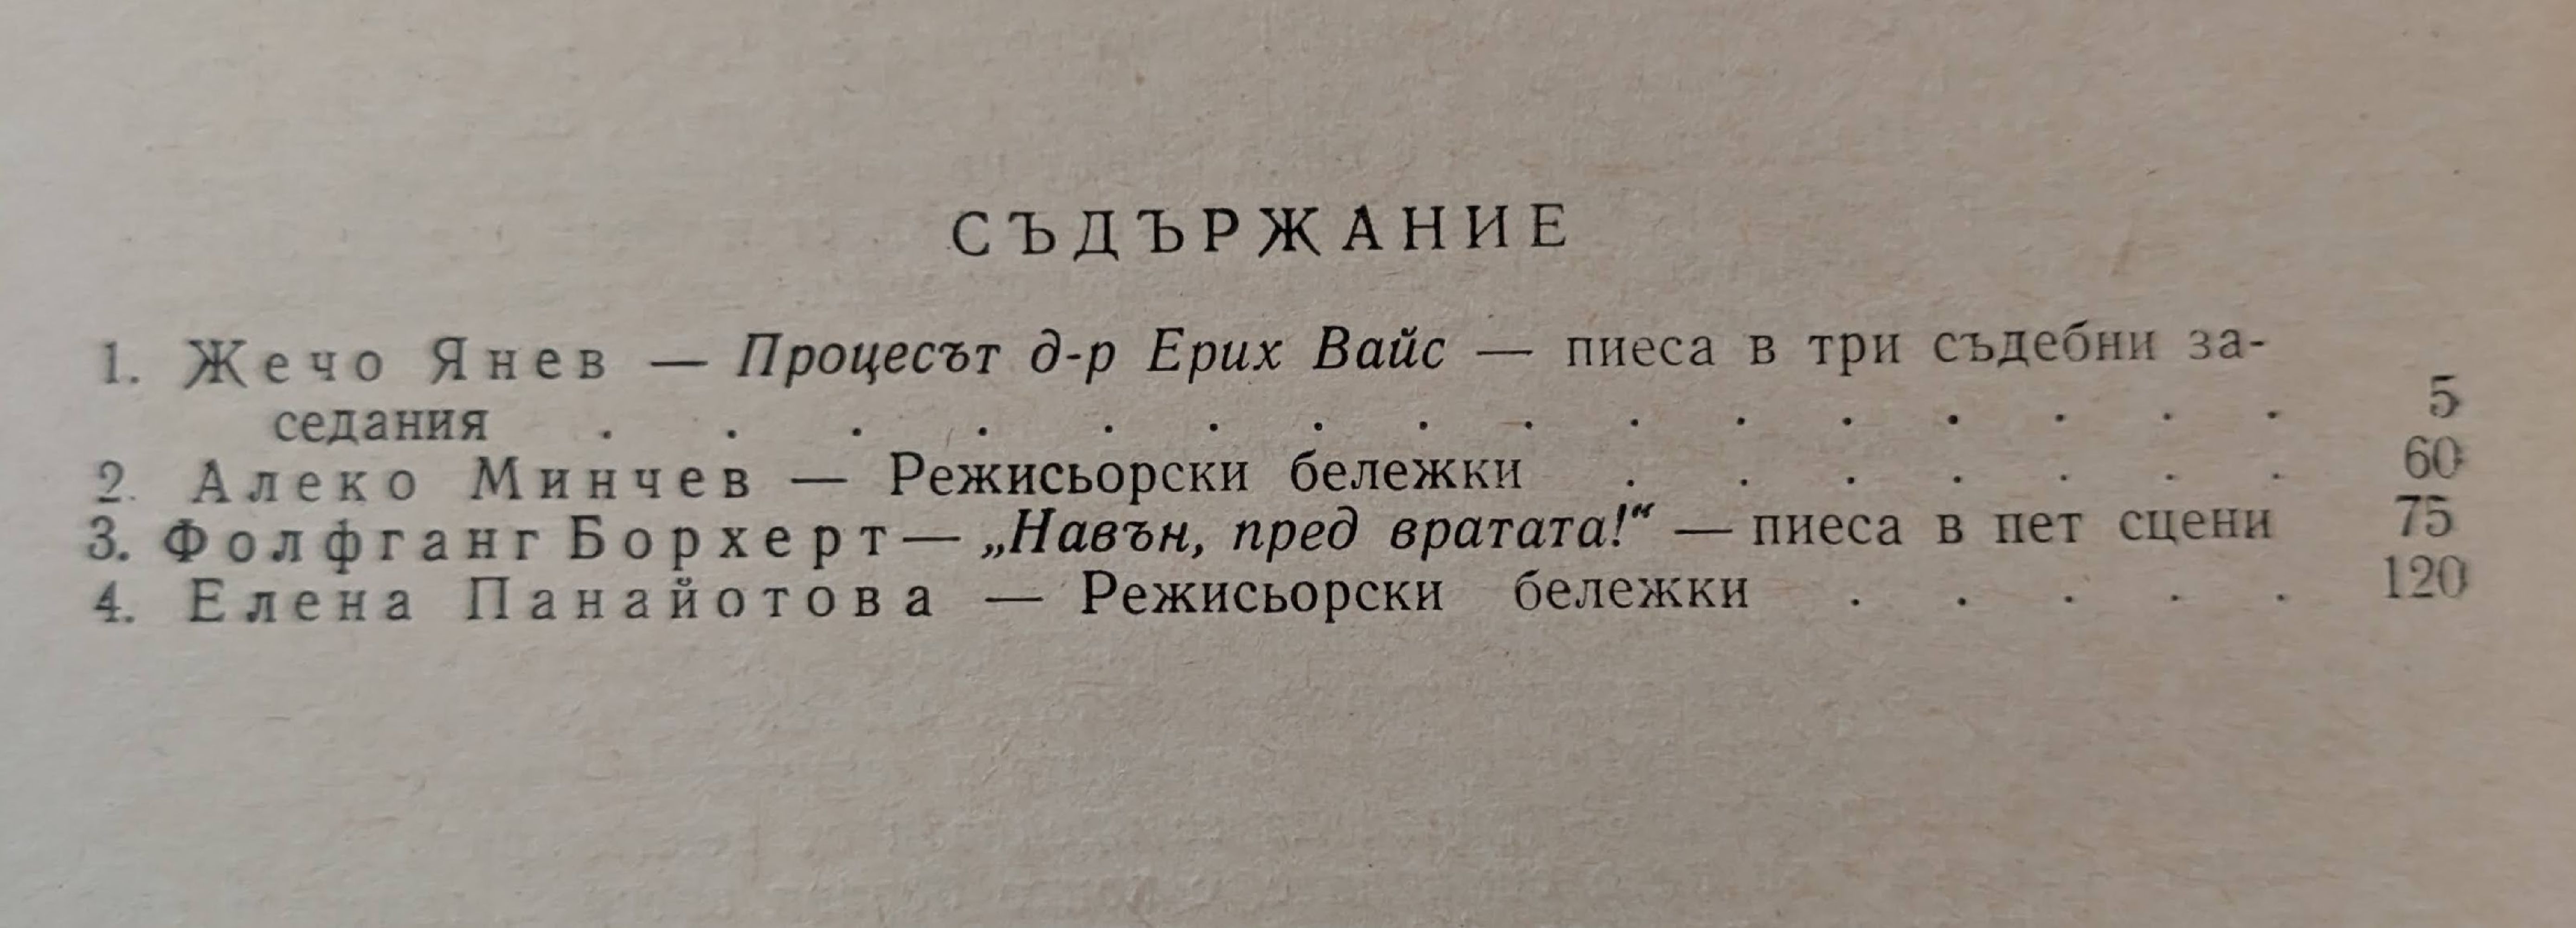 СЪДЪРЖАНИЕ
1. Жечо Янев — Процесът д-р Ерих Вайс — пиеса в три съдебни за-
седания . . . . . . . . . . . . . . . . 5
2. Алеко Минчев — Режисьорски бележки . . . . . . . 60
3. Фолфганг Борхерт — „Навън, пред вратата!“ — пиеса в пет сцени 75
4. Елена Панайотова — Режисьорски бележки . . . . . 120